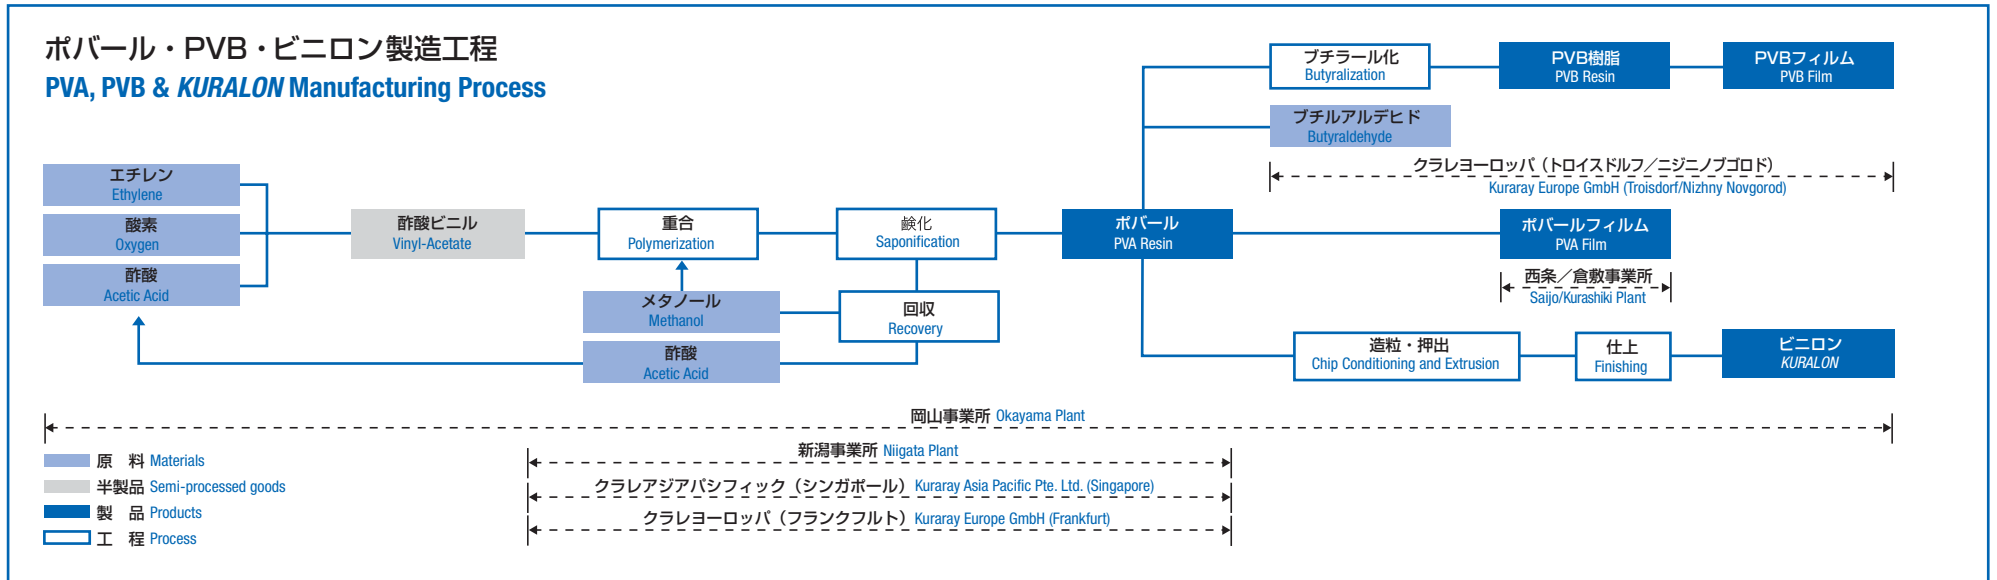 ポバール・PVB・ビニロン製造工程
PVA, PVB & KURALON Manufacturing Process
エチレン
Ethylene
酸素
Oxygen
酢酸
Acetic Acid
酢酸ビニル
Vinyl-Acetate
重合
Polymerization
鹸化
Saponification
メタノール
Methanol
回収
Recovery
酢酸
Acetic Acid
ポバール
PVA Resin
ブチラール化
Butyralization
PVB樹脂
PVB Resin
PVBフィルム
PVB Film
ブチルアルデヒド
Butyraldehyde
クラレヨーロッパ（トロイスドルフ／ニジニノブゴロド）
Kuraray Europe GmbH (Troisdorf/Nizhny Novgorod)
ポバールフィルム
PVA Film
西条／倉敷事業所
Saijo/Kurashiki Plant
造粒・押出
Chip Conditioning and Extrusion
仕上
Finishing
ビニロン
KURALON
岡山事業所 Okayama Plant
新潟事業所 Niigata Plant
クラレアジアパシフィック（シンガポール）Kuraray Asia Pacific Pte. Ltd. (Singapore)
クラレヨーロッパ（フランクフルト）Kuraray Europe GmbH (Frankfurt)
原　料 Materials
半製品 Semi-processed goods
製　品 Products
工　程 Process